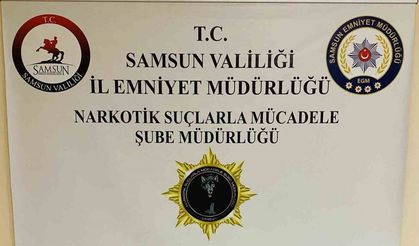 T.C.
SAMSUN VALİLİĞİ
İL EMNİYET MÜDÜRLÜĞÜ
NARKOTİK SUÇLARLA MÜCADELE
ŞUBE MÜDÜRLÜĞÜ
T.C.
SAMSUN
SAMSUN VALİLİĞİ
SAMSUN EMNİYET MÜDÜRLÜĞÜ
EGM